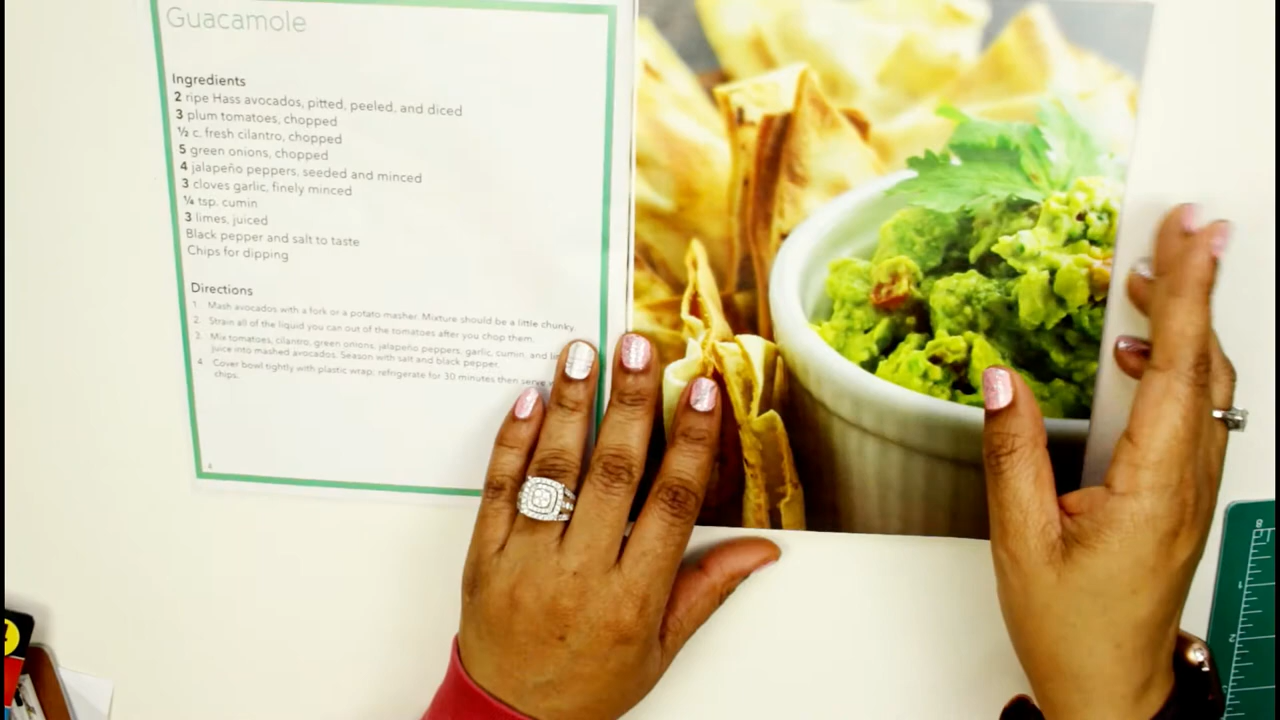 Guacamole
Ingredients
2 ripe Hass avocados, pitted, peeled, and diced
3 plum tomatoes, chopped
½ c. fresh cilantro, chopped
5 green onions, chopped
4 jalapeño peppers, seeded and minced
3 cloves garlic, finely minced
¼ tsp. cumin
3 limes, juiced
Black pepper and salt to taste
Chips for dipping
Directions
1. Mash avocados with a fork or a potato masher. Mixture should be a little chunky.
2. Strain all of the liquid you can out of the tomatoes after you chop them.
3. Mix tomatoes, cilantro, green onions, jalapeño peppers, garlic, cumin, and
juice into mashed avocados. Season with salt and black pepper.
4. Cover bowl tightly with plastic wrap; refrigerate for 30 minutes then serve
chips.
4